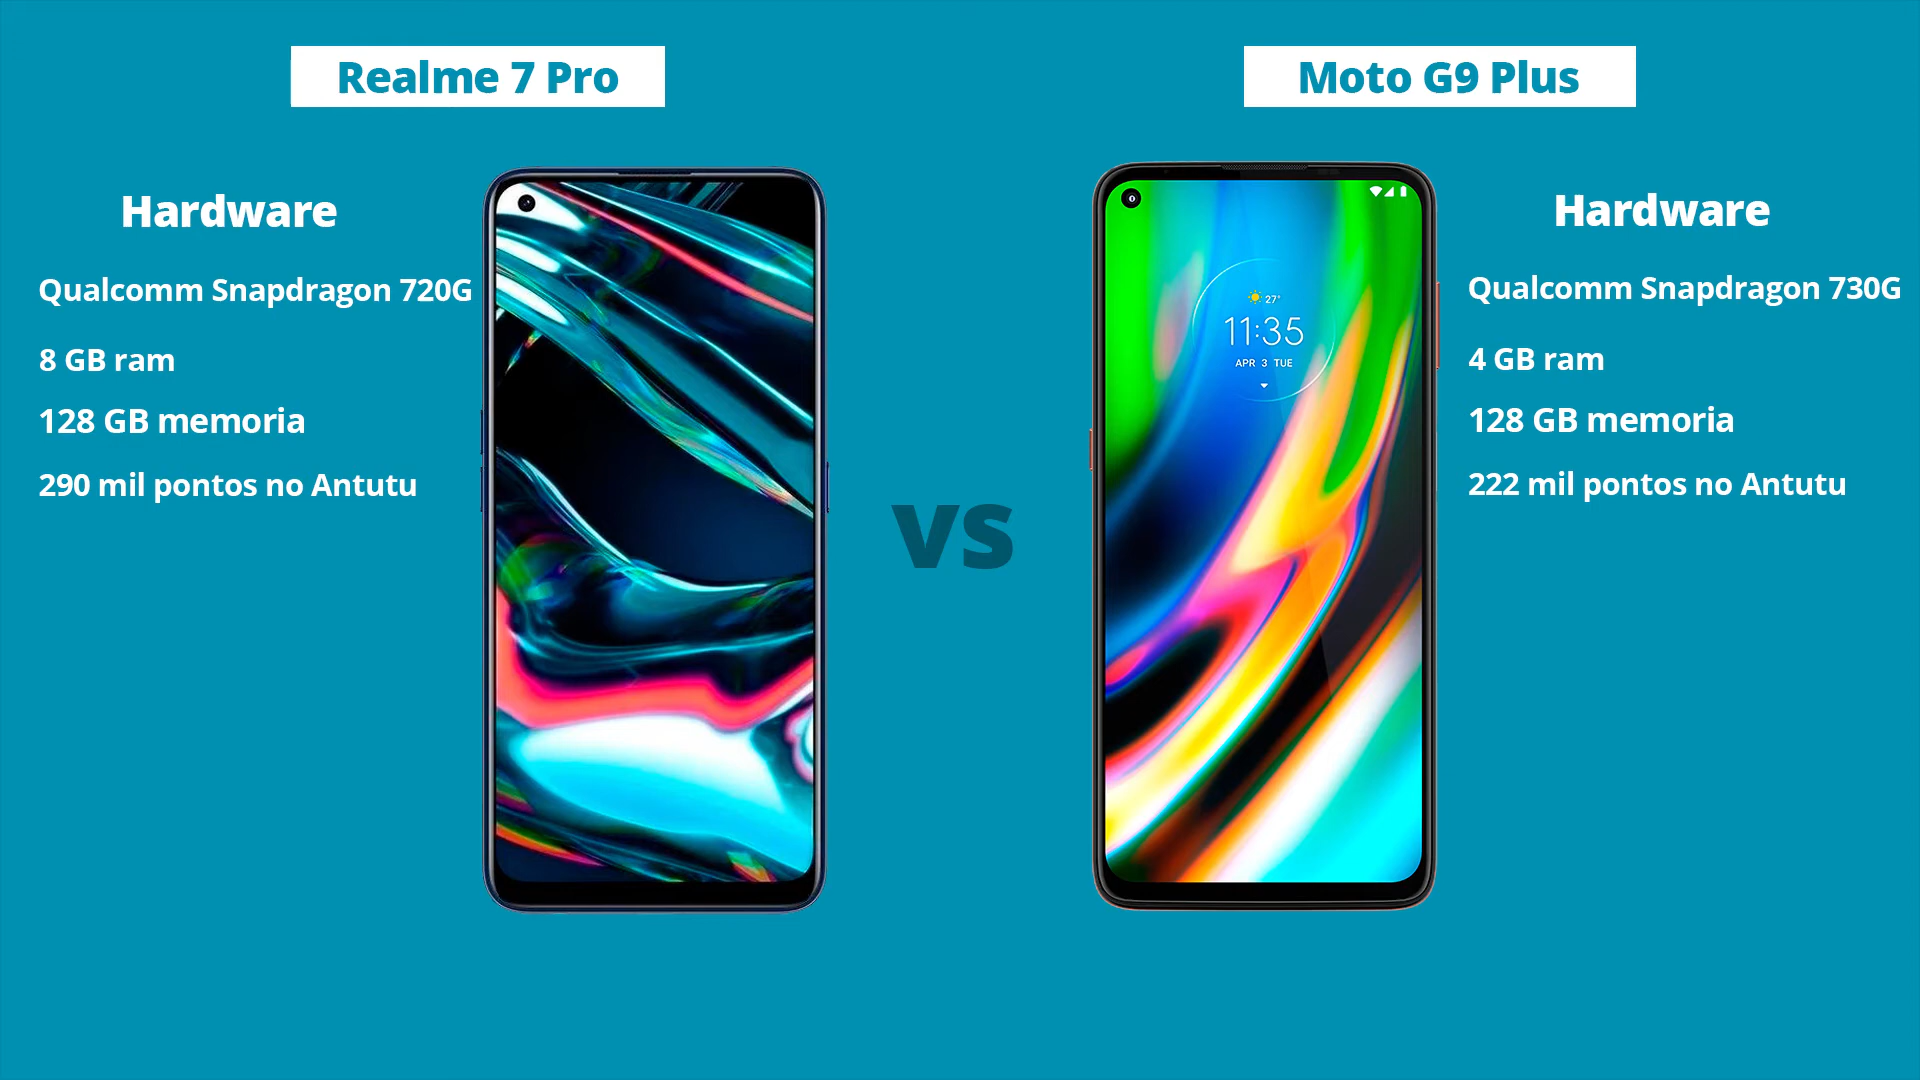 Realme 7 Pro
Hardware
Qualcomm Snapdragon 720G
8 GB ram
128 GB memoria
290 mil pontos no Antutu
vs
Moto G9 Plus
27°
11:35
APR 3 TUE
Hardware
Qualcomm Snapdragon 730G
4 GB ram
128 GB memoria
222 mil pontos no Antutu